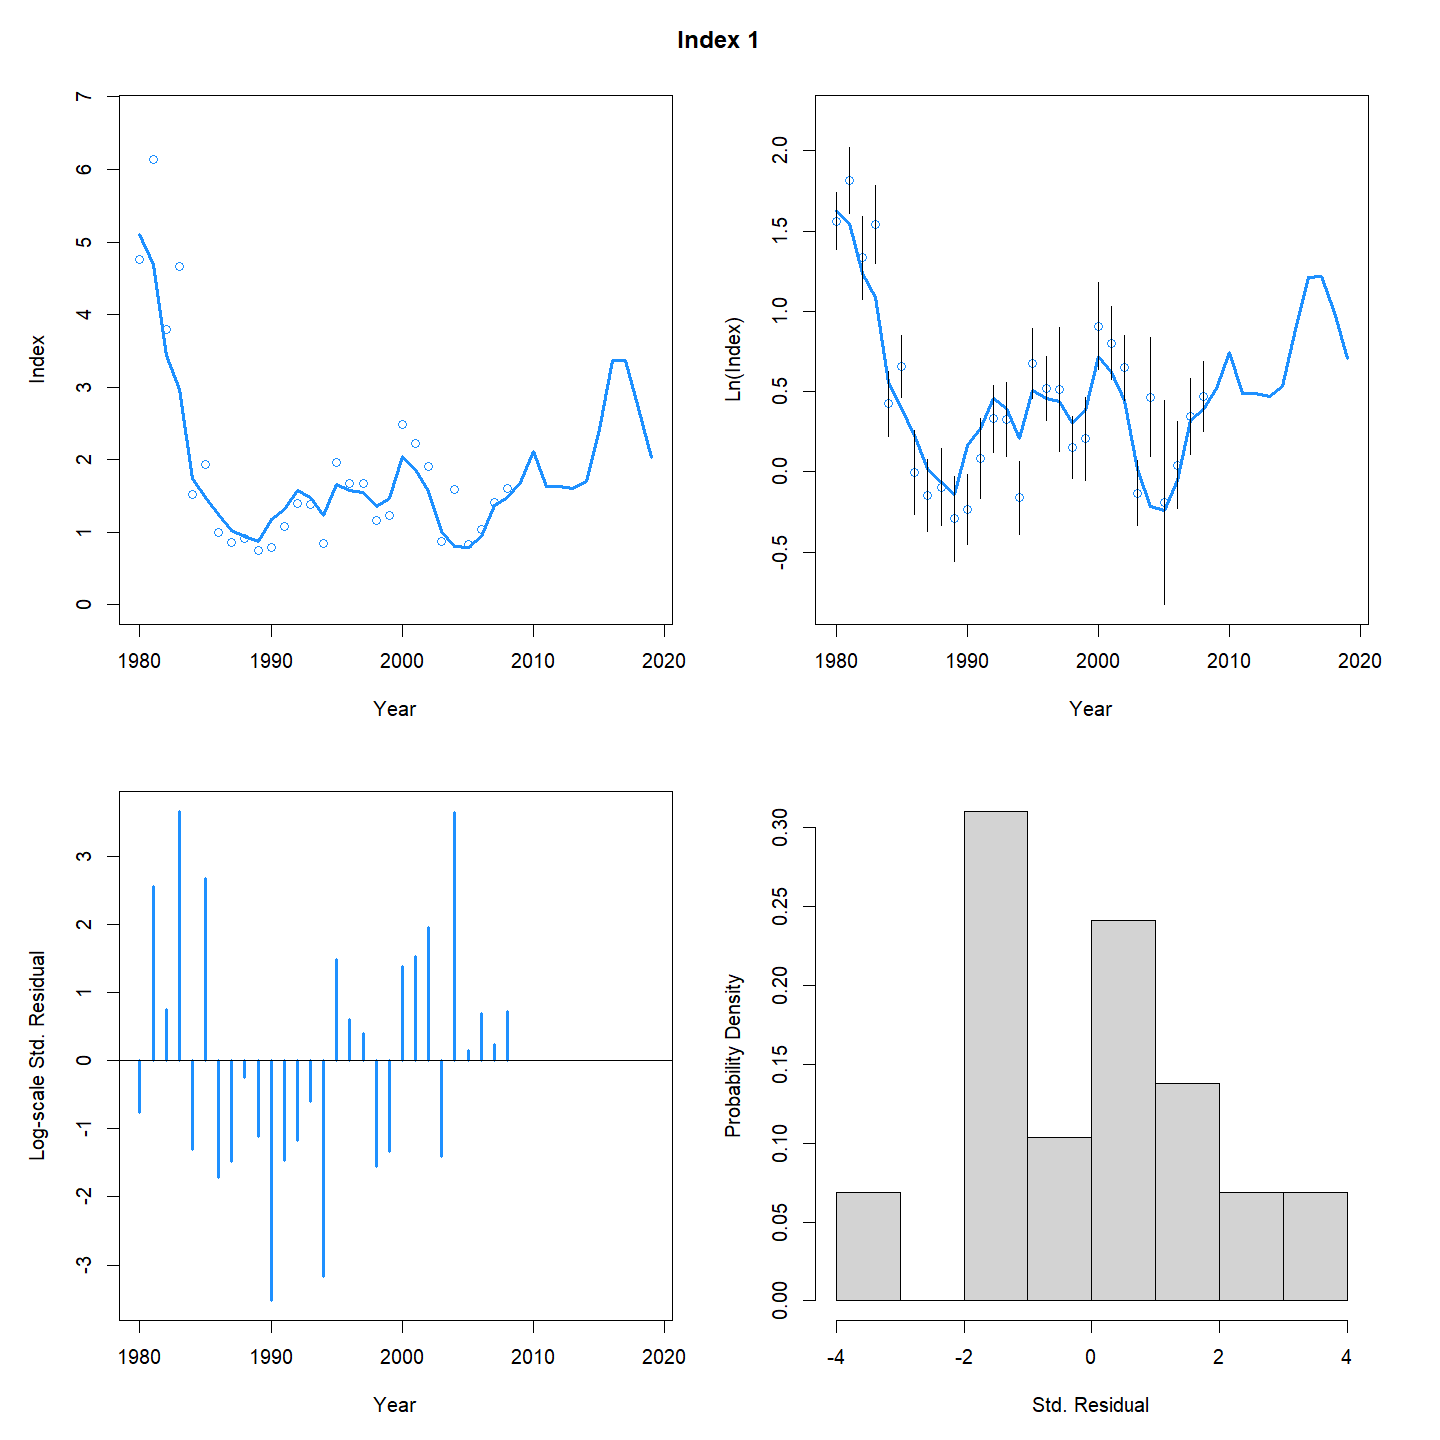 Index 1
Index
7
6
5
4
3
2
1
0
1980 1990 2000 2010 2020
Year
Ln(Index)
2.0
1.5
1.0
0.5
0.0
-0.5
1980 1990 2000 2010 2020
Year
Log-scale Std. Residual
3
2
1
0
-1
-2
-3
1980 1990 2000 2010 2020
Year
Probability Density
0.30
0.25
0.20
0.15
0.10
0.05
0.00
-4 -2 0 2 4
Std. Residual